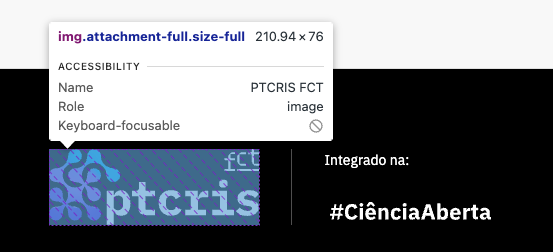 img.attachment-full.size-full 210.94 × 76
ACCESSIBILITY
Name PTCRIS FCT
Role image
Keyboard-focusable
fct
ptcris
Integrado na:
#CiênciaAberta